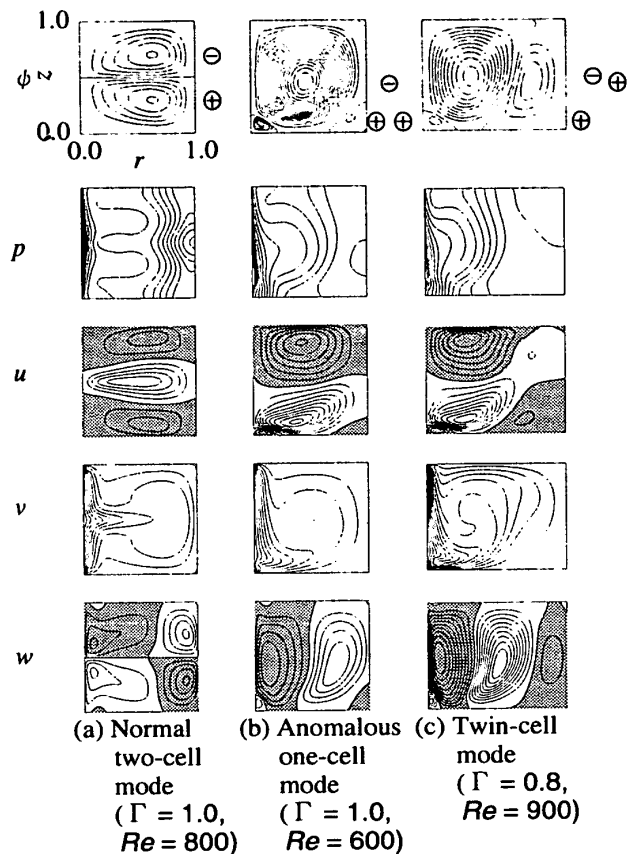 1.0
ψ z
0.0
0.0 r 1.0
⊖
⊕
⊖
⊕ ⊕
⊖ ⊕
⊕
p
u
v
w
(a) Normal two-cell mode (Γ = 1.0, Re = 800)
(b) Anomalous one-cell mode (Γ = 1.0, Re = 600)
(c) Twin-cell mode (Γ = 0.8, Re = 900)